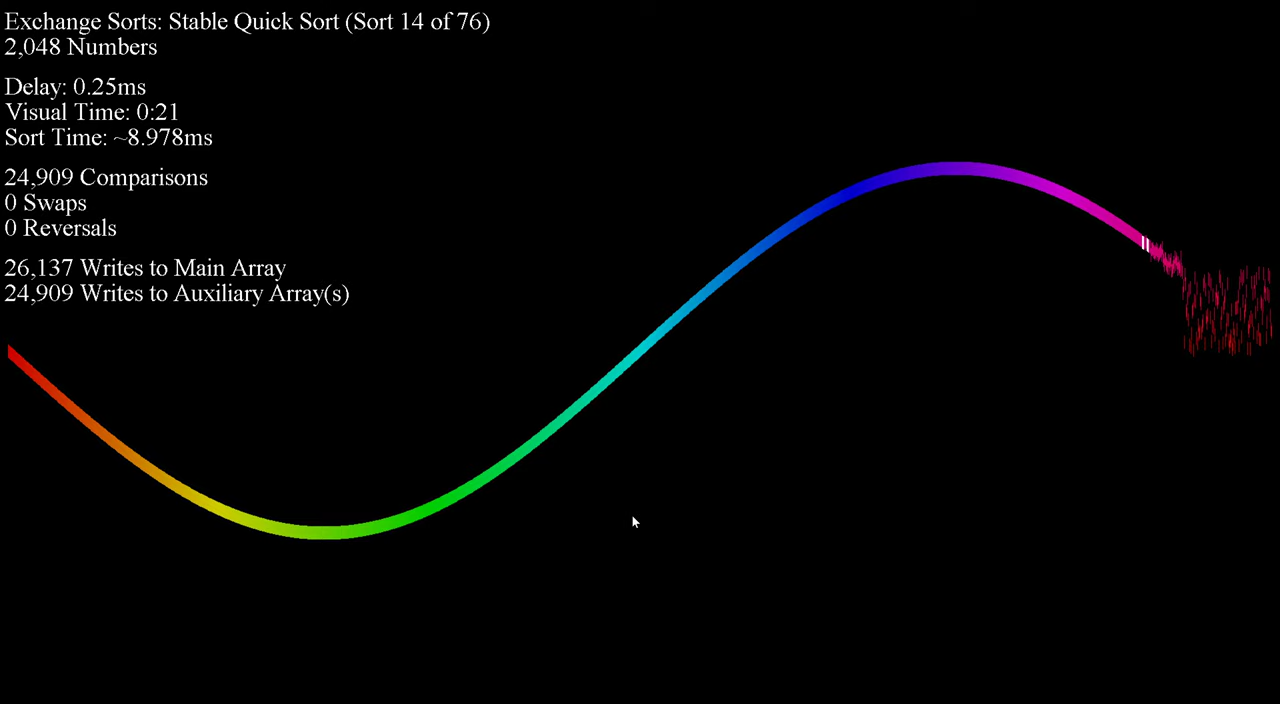 Exchange Sorts: Stable Quick Sort (Sort 14 of 76)
2,048 Numbers
Delay: 0.25ms
Visual Time: 0:21
Sort Time: ~8.978ms
24,909 Comparisons
0 Swaps
0 Reversals
26,137 Writes to Main Array
24,909 Writes to Auxiliary Array(s)